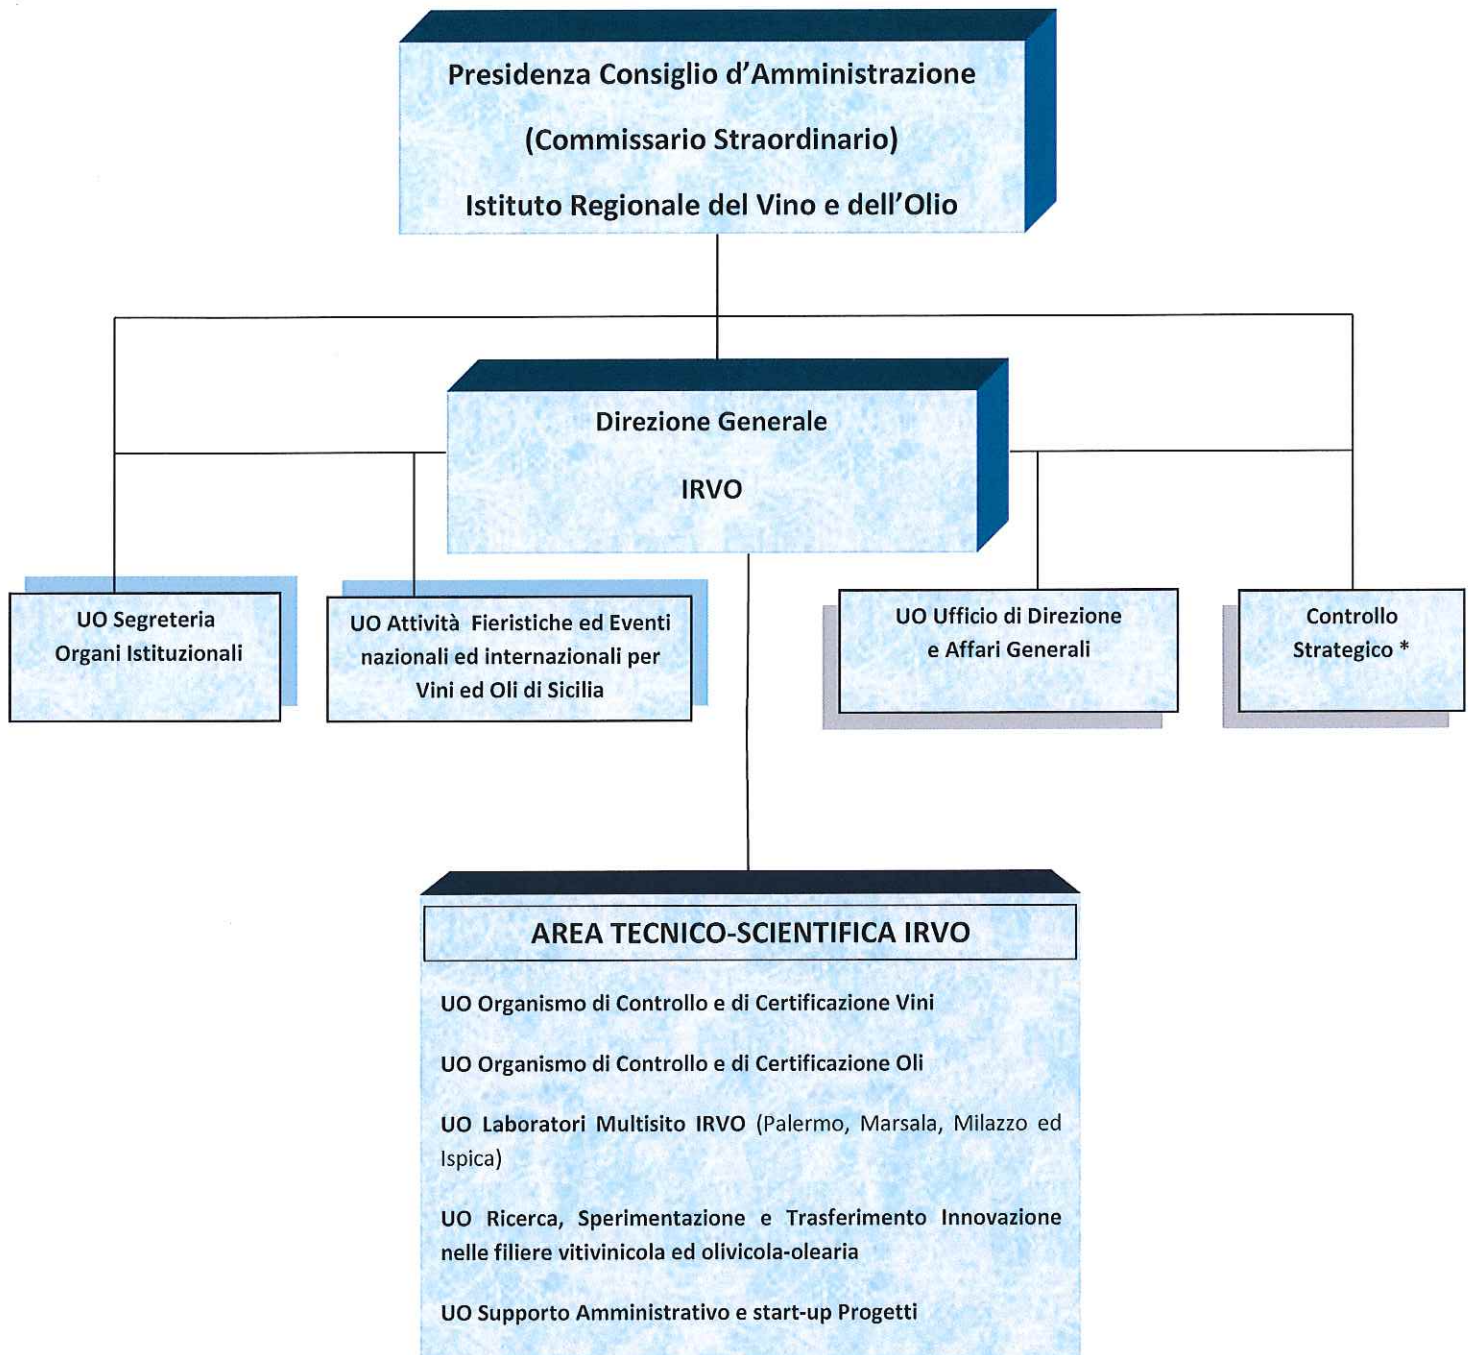 Presidenza Consiglio d’Amministrazione
(Commissario Straordinario)
Istituto Regionale del Vino e dell’Olio
Direzione Generale
IRVO
UO Segreteria
Organi Istituzionali
UO Attività Fieristiche ed Eventi
nazionali ed internazionali per
Vini ed Oli di Sicilia
UO Ufficio di Direzione
e Affari Generali
Controllo
Strategico *
AREA TECNICO-SCIENTIFICA IRVO
UO Organismo di Controllo e di Certificazione Vini
UO Organismo di Controllo e di Certificazione Oli
UO Laboratori Multisito IRVO (Palermo, Marsala, Milazzo ed
Ispica)
UO Ricerca, Sperimentazione e Trasferimento Innovazione
nelle filiere vitivinicola ed olivicola-olearia
UO Supporto Amministrativo e start-up Progetti